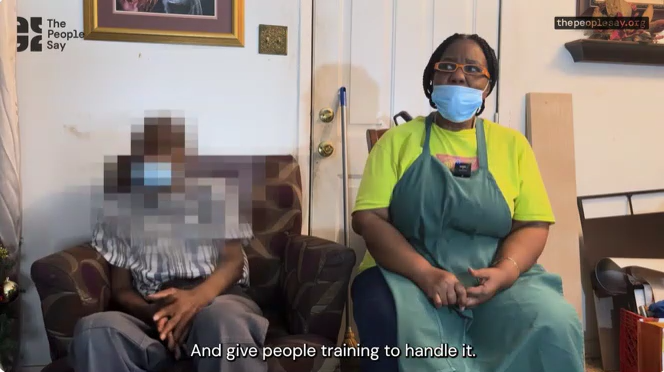 The
People
Say
thepeoplesay.org
And give people training to handle it.